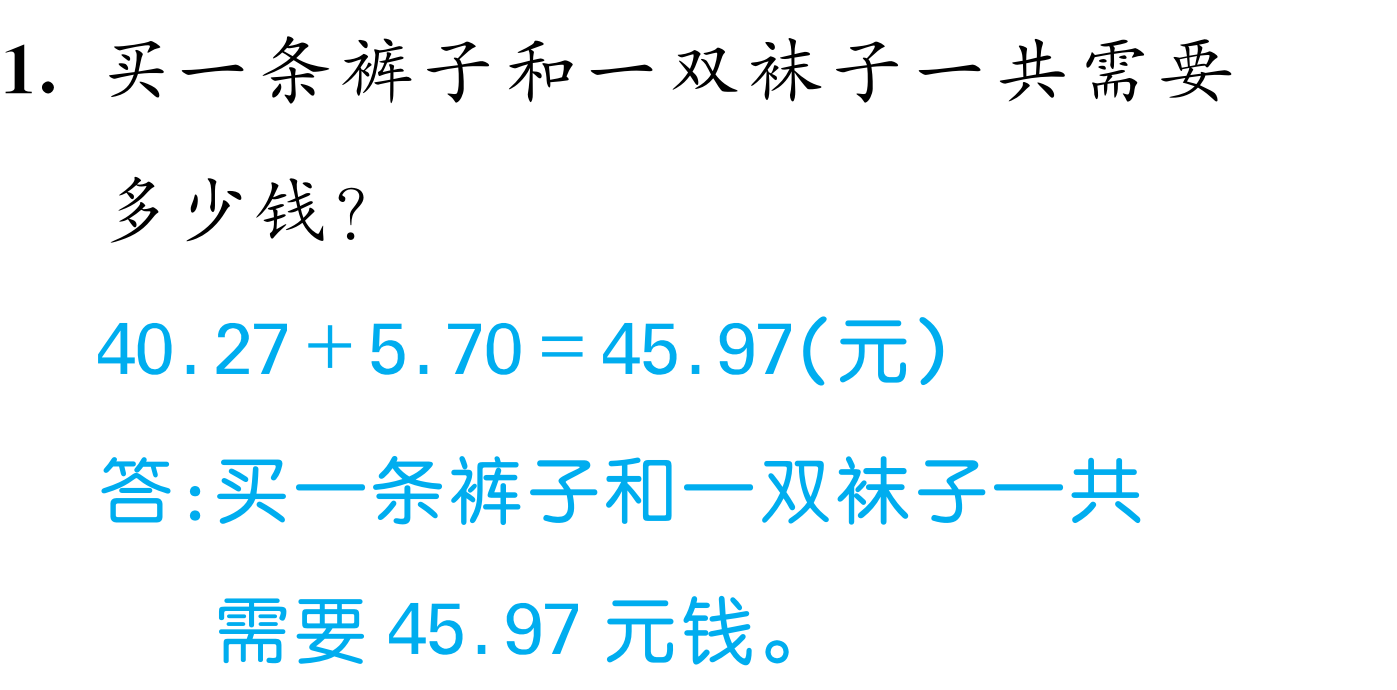 1. 买一条裤子和一双袜子一共需要
多少钱?
40.27+5.70=45.97(元)
答:买一条裤子和一双袜子一共
需要 45.97 元钱。